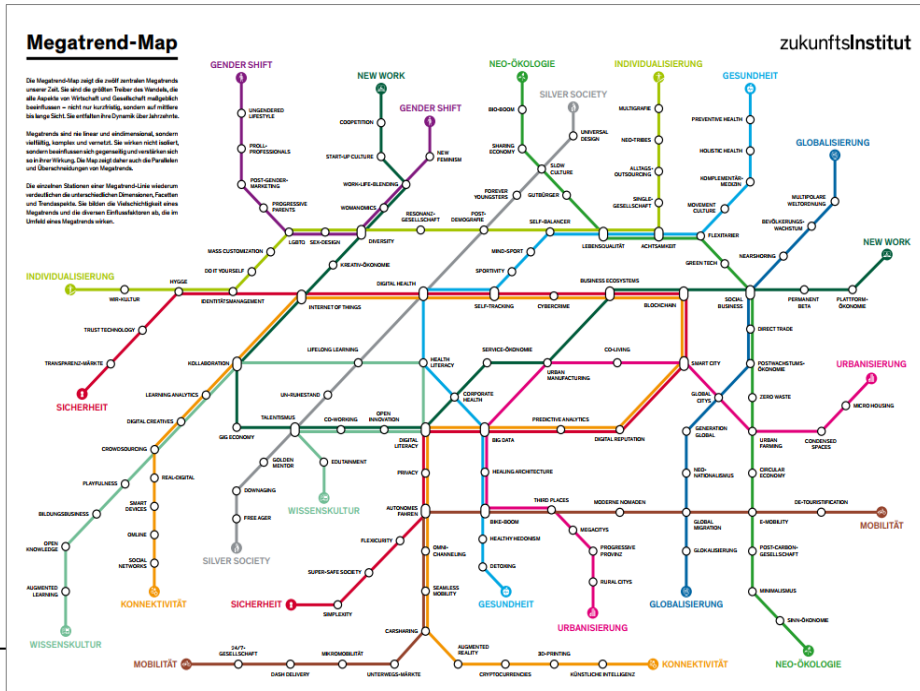 Megatrend-Map
zukunftsInstitut
Die Megatrend-Map zeigt die zwölf zentralen Megatrends
unserer Zeit. Sie sind die größten Treiber des Wandels, die
alle Aspekte von Wirtschaft und Gesellschaft maßgeblich
beeinflussen – nicht nur kurzfristig, sondern auf mittlere
bis lange Sicht. Sie entfalten ihre Dynamik über Jahrzehnte.
Megatrends sind nie linear und eindimensional, sondern
vielfältig, komplex und vernetzt. Sie wirken nicht isoliert,
sondern beeinflussen sich gegenseitig und verstärken sich
so in ihrer Wirkung. Die Map zeigt daher auch die Parallelen
und Überschneidungen von Megatrends.
Die einzelnen Stationen einer Megatrend-Linie wiederum
verdeutlichen die unterschiedlichen Dimensionen, Facetten
und Trendaspekte. Sie bilden die Vielschichtigkeit eines
Megatrends und die diversen Einflussfaktoren ab, die im
Umfeld eines Megatrends wirken.
GENDER SHIFT
NEW WORK
NEO-ÖKOLOGIE
INDIVIDUALISIERUNG
GESUNDHEIT
SILVER SOCIETY
GENDER SHIFT
GLOBALISIERUNG
UNGENDERED
LIFESTYLE
COOPETITION
BIO-BOOM
MULTIGRAFIE
PREVENTIVE HEALTH
UNIVERSAL
DESIGN
PROLL-
PROFESSIONALS
START-UP CULTURE
NEW
FEMINISM
SHARING
ECONOMY
NEO-TRIBES
HOLISTIC HEALTH
SLOW
CULTURE
ALLTAGS-
OUTSOURCING
POST-GENDER-
MARKETING
WORK-LIFE-BLENDING
KOMPLEMENTÄR-
MEDIZIN
MULTIPOLARE
WELTORDNUNG
FOREVER
YOUNGSTERS
GUTBÜRGER
SINGLE-
GESELLSCHAFT
PROGRESSIVE
PARENTS
WOMANOMICS
RESONANZ-
GESELLSCHAFT
POST-
DEMOGRAFIE
SELF-BALANCER
MOVEMENT
CULTURE
BEVÖLKERUNGS-
WACHSTUM
LGBTQ
SEX-DESIGN
DIVERSITY
LEBENSQUALITÄT
ACHTSAMKEIT
FLEXITARIER
NEW WORK
MASS CUSTOMIZATION
MIND-SPORT
NEARSHORING
DO IT YOURSELF
KREATIV-ÖKONOMIE
SPORTIVITY
GREEN TECH
INDIVIDUALISIERUNG
HYGGE
DIGITAL HEALTH
BUSINESS ECOSYSTEMS
WIR-KULTUR
IDENTITÄTSMANAGEMENT
INTERNET OF THINGS
SELF-TRACKING
CYBERCRIME
BLOCKCHAIN
SOCIAL
BUSINESS
PERMANENT
BETA
PLATTFORM-
ÖKONOMIE
TRUST TECHNOLOGY
DIRECT TRADE
LIFELONG LEARNING
SERVICE-ÖKONOMIE
CO-LIVING
TRANSPARENZ-MÄRKTE
KOLLABORATION
HEALTH
LITERACY
URBAN
MANUFACTURING
SMART CITY
POSTWACHSTUMS-
ÖKONOMIE
URBANISIERUNG
SICHERHEIT
LEARNING ANALYTICS
UN-RUHESTAND
CORPORATE
HEALTH
GLOBAL
CITYS
ZERO WASTE
MICRO HOUSING
DIGITAL CREATIVES
GIG ECONOMY
TALENTISMUS
CO-WORKING
OPEN
INNOVATION
PREDICTIVE ANALYTICS
CROWDSOURCING
DIGITAL
LITERACY
BIG DATA
DIGITAL REPUTATION
GENERATION
GLOBAL
URBAN
FARMING
CONDENSED
SPACES
GOLDEN
MENTOR
EDUTAINMENT
PLAYFULNESS
REAL-DIGITAL
PRIVACY
HEALING ARCHITECTURE
NEO-
NATIONALISMUS
CIRCULAR
ECONOMY
DOWNAGING
WISSENSKULTUR
BILDUNGSBUSINESS
SMART
DEVICES
AUTONOMES
FAHREN
THIRD PLACES
MODERNE NOMADEN
DE-TOURISTIFICATION
MOBILITÄT
FREE AGER
BIKE-BOOM
GLOBAL
MIGRATION
E-MOBILITY
OPEN
KNOWLEDGE
OMLINE
FLEXICURITY
HEALTHY HEDONISM
MEGACITYS
SILVER SOCIETY
OMNI-
CHANNELING
PROGRESSIVE
PROVINZ
GLOKALISIERUNG
POST-CARBON-
GESELLSCHAFT
SOCIAL
NETWORKS
SUPER-SAFE SOCIETY
DETOXING
AUGMENTED
LEARNING
KONNEKTIVITÄT
SICHERHEIT
SIMPLEXITY
SEAMLESS
MOBILITY
GESUNDHEIT
RURAL CITYS
GLOBALISIERUNG
MINIMALISMUS
URBANISIERUNG
SINN-ÖKONOMIE
WISSENSKULTUR
CARSHARING
MOBILITÄT
24/7-
GESELLSCHAFT
MIKROMOBILITÄT
AUGMENTED
REALITY
3D-PRINTING
KONNEKTIVITÄT
NEO-ÖKOLOGIE
DASH DELIVERY
UNTERWEGS-MÄRKTE
CRYPTOCURRENCIES
KÜNSTLICHE INTELLIGENZ